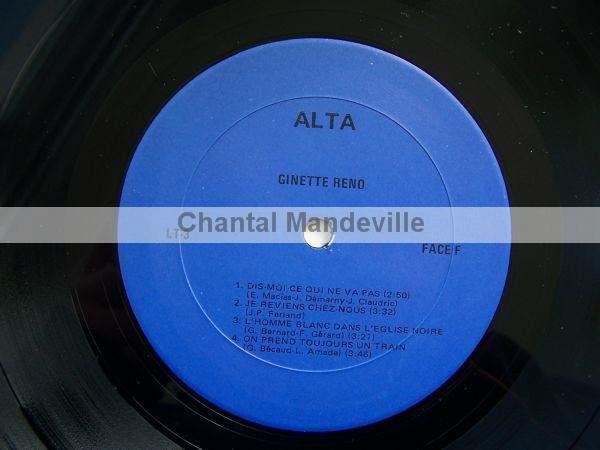 ALTA
GINETTE RENO
Chantal Mandeville
LT-3
FACE F
1. DIS-MOI CE QUI NE VA PAS (2:50)
(E. Macias-J. Démarny-J. Claudric)
2. JE REVIENS CHEZ-NOUS (3:32)
(J.P. Ferland)
3. L'HOMME BLANC DANS L'EGLISE NOIRE
(G. Bernard-F. Gérard) (3:27)
4. ON PREND TOUJOURS UN TRAIN
(G. Bécaud-L. Amade) (3:46)